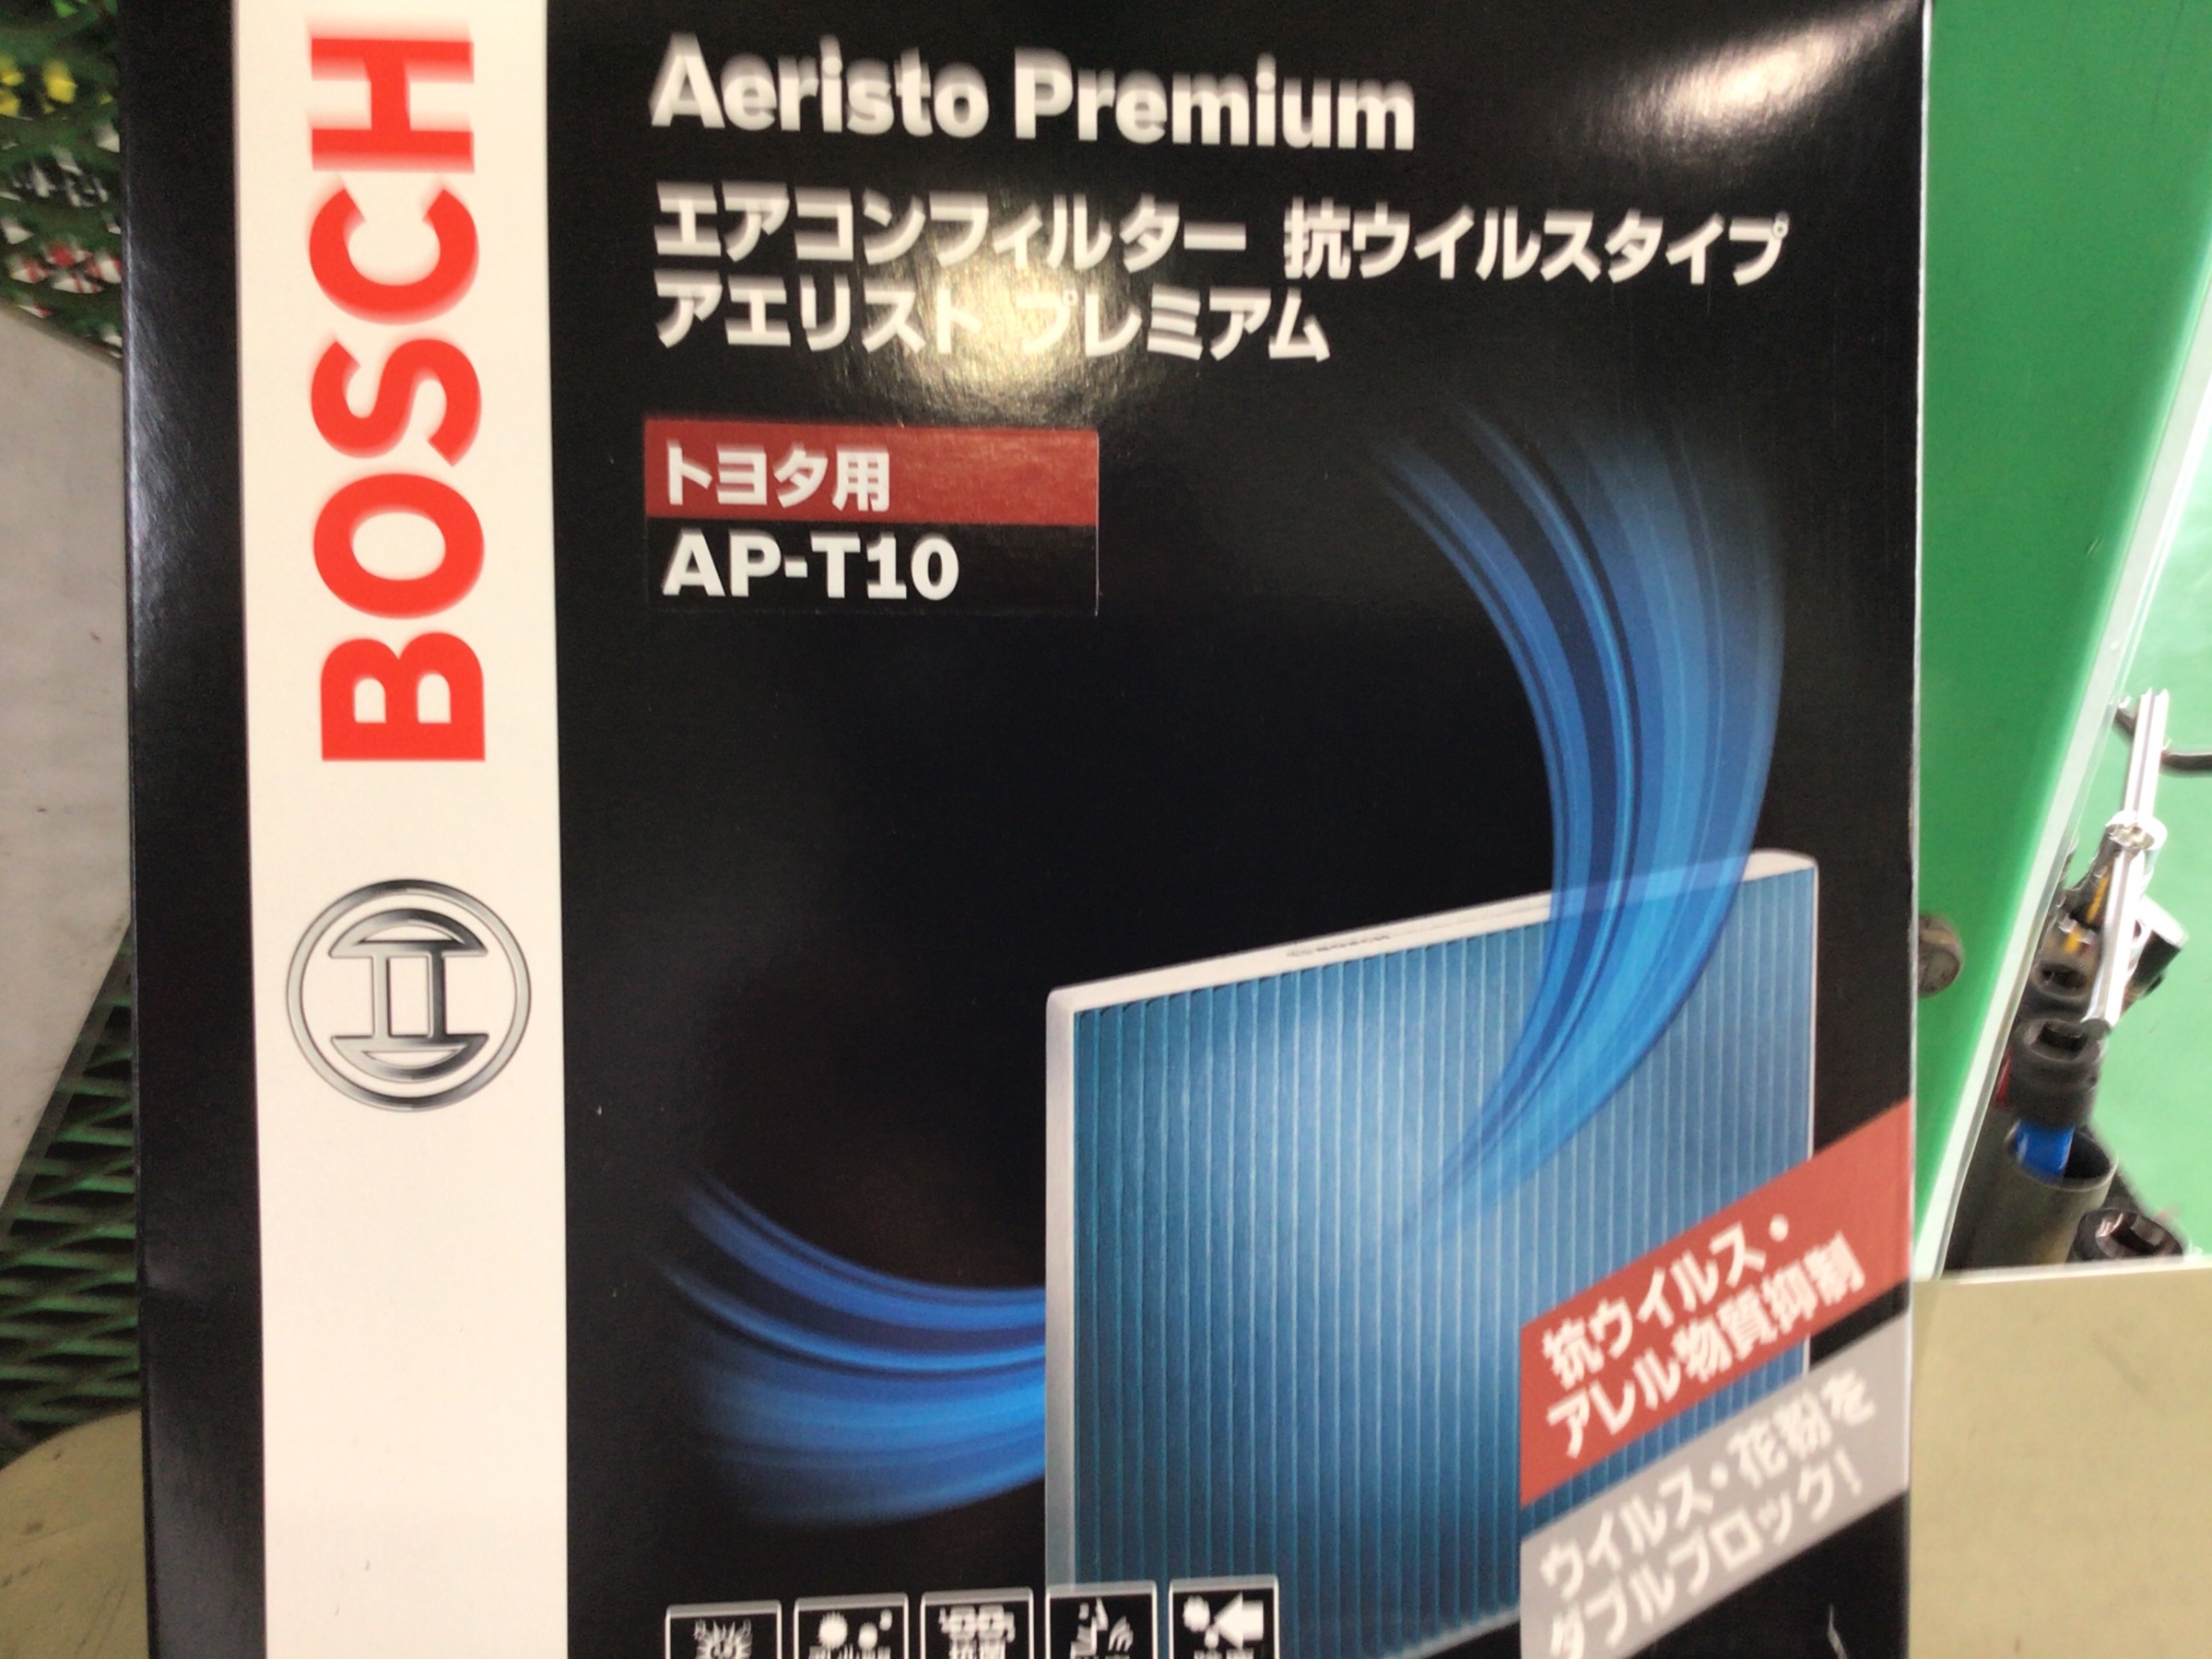 BOSCH
Aeristo Premium
エアコンフィルター 抗ウイルスタイプ
アエリスト プレミアム
トヨタ用
AP-T10
BOSCH
抗ウイルス・
アレル物質抑制
ウイルス・花粉を
ダブルブロック!
抗菌